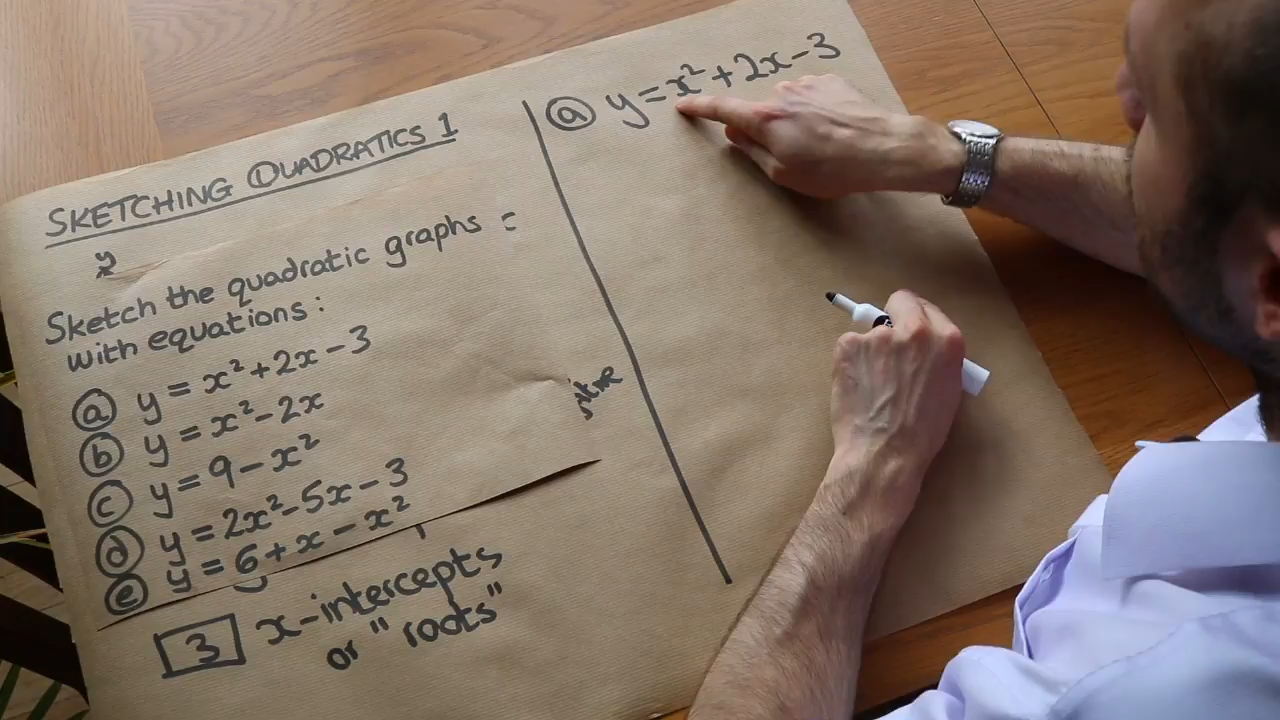 SKETCHING QUADRATICS 1
Sketch the quadratic graphs
with equations:
a y = x² + 2x - 3
b y = x² - 2x
c y = 9 - x²
d y = 2x² - 5x - 3
e y = 6 + x - x²
3 x-intercepts
or "roots"
a y = x² + 2x - 3